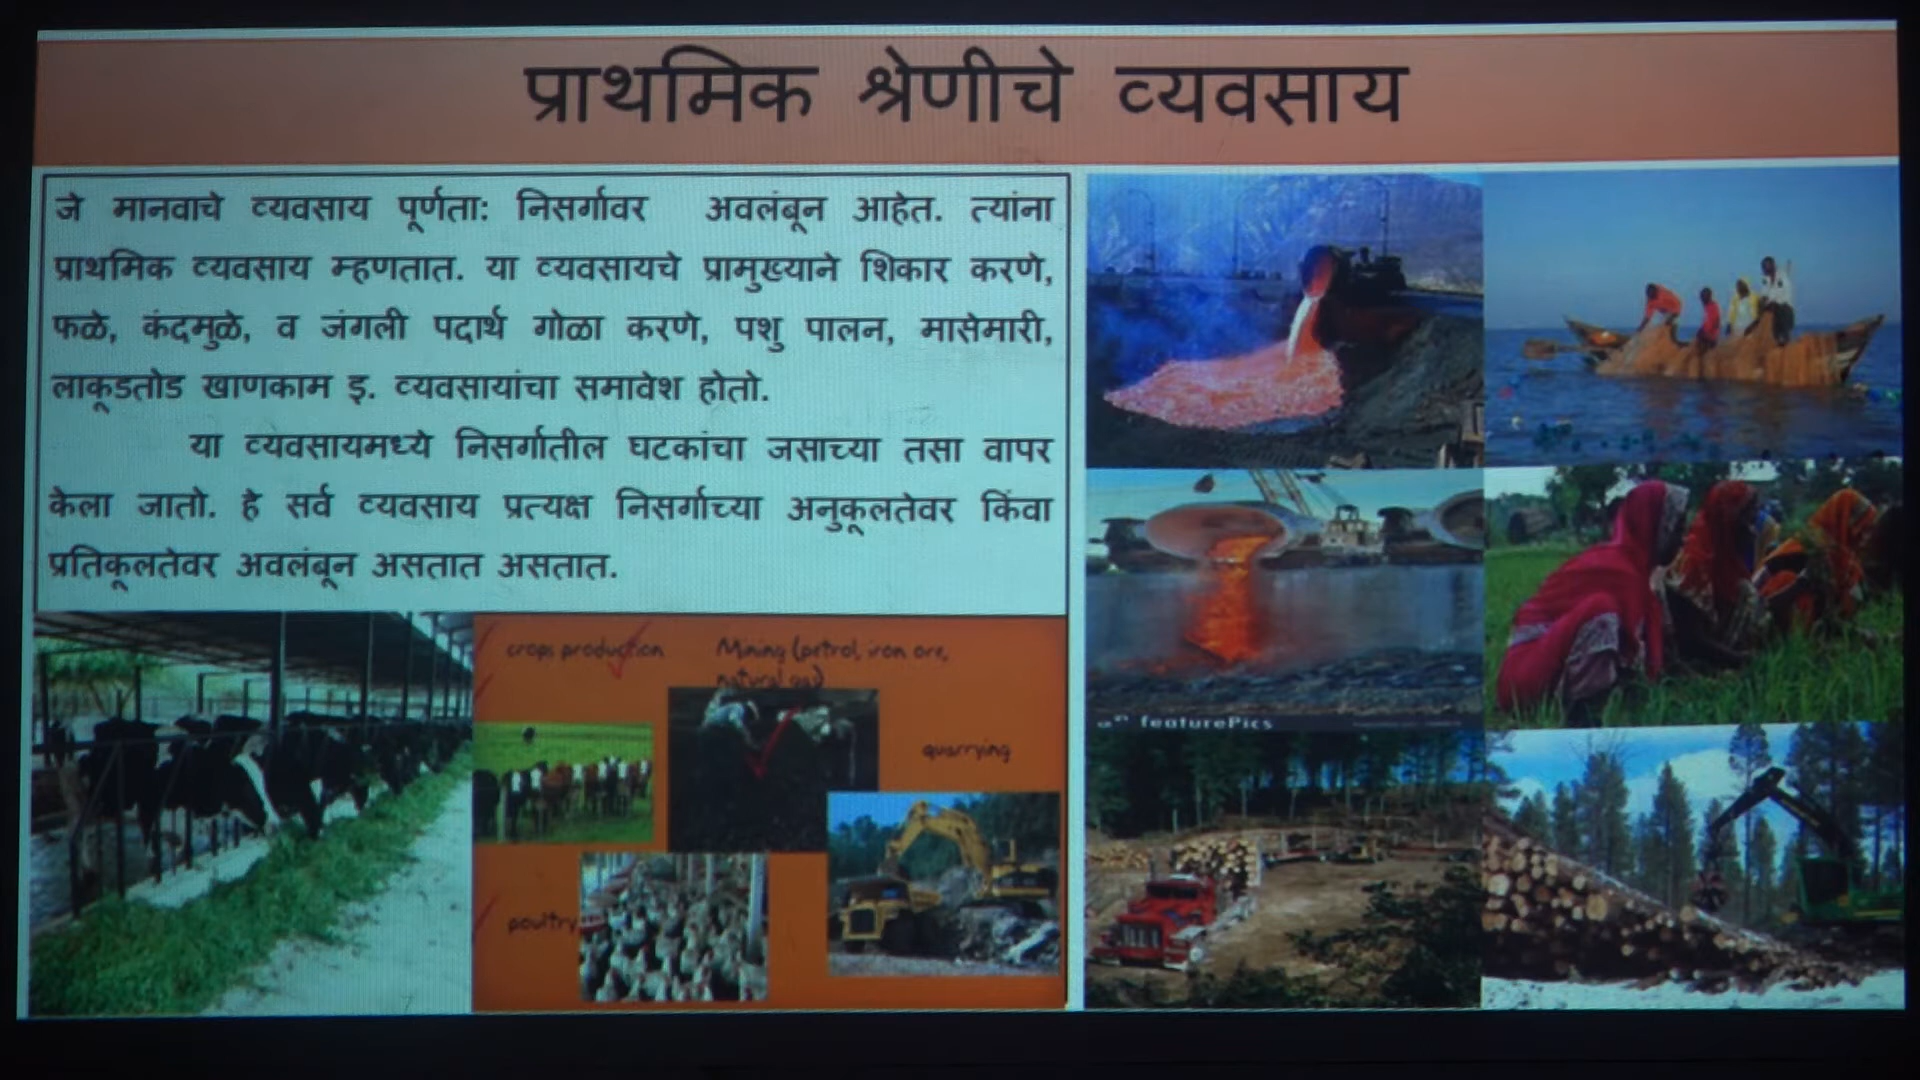 प्राथमिक श्रेणीचे व्यवसाय
जे मानवाचे व्यवसाय पूर्णता: निसर्गावर अवलंबून आहेत. त्यांना
प्राथमिक व्यवसाय म्हणतात. या व्यवसायचे प्रामुख्याने शिकार करणे,
फळे, कंदमुळे, व जंगली पदार्थ गोळा करणे, पशु पालन, मासेमारी,
लाकूडतोड खाणकाम इ. व्यवसायांचा समावेश होतो.
या व्यवसायमध्ये निसर्गातील घटकांचा जसाच्या तसा वापर
केला जातो. हे सर्व व्यवसाय प्रत्यक्ष निसर्गाच्या अनुकूलतेवर किंवा
प्रतिकूलतेवर अवलंबून असतात असतात.
crops production
Mining (petrol, iron ore,
natural gas)
quarrying
poultry
featurePics